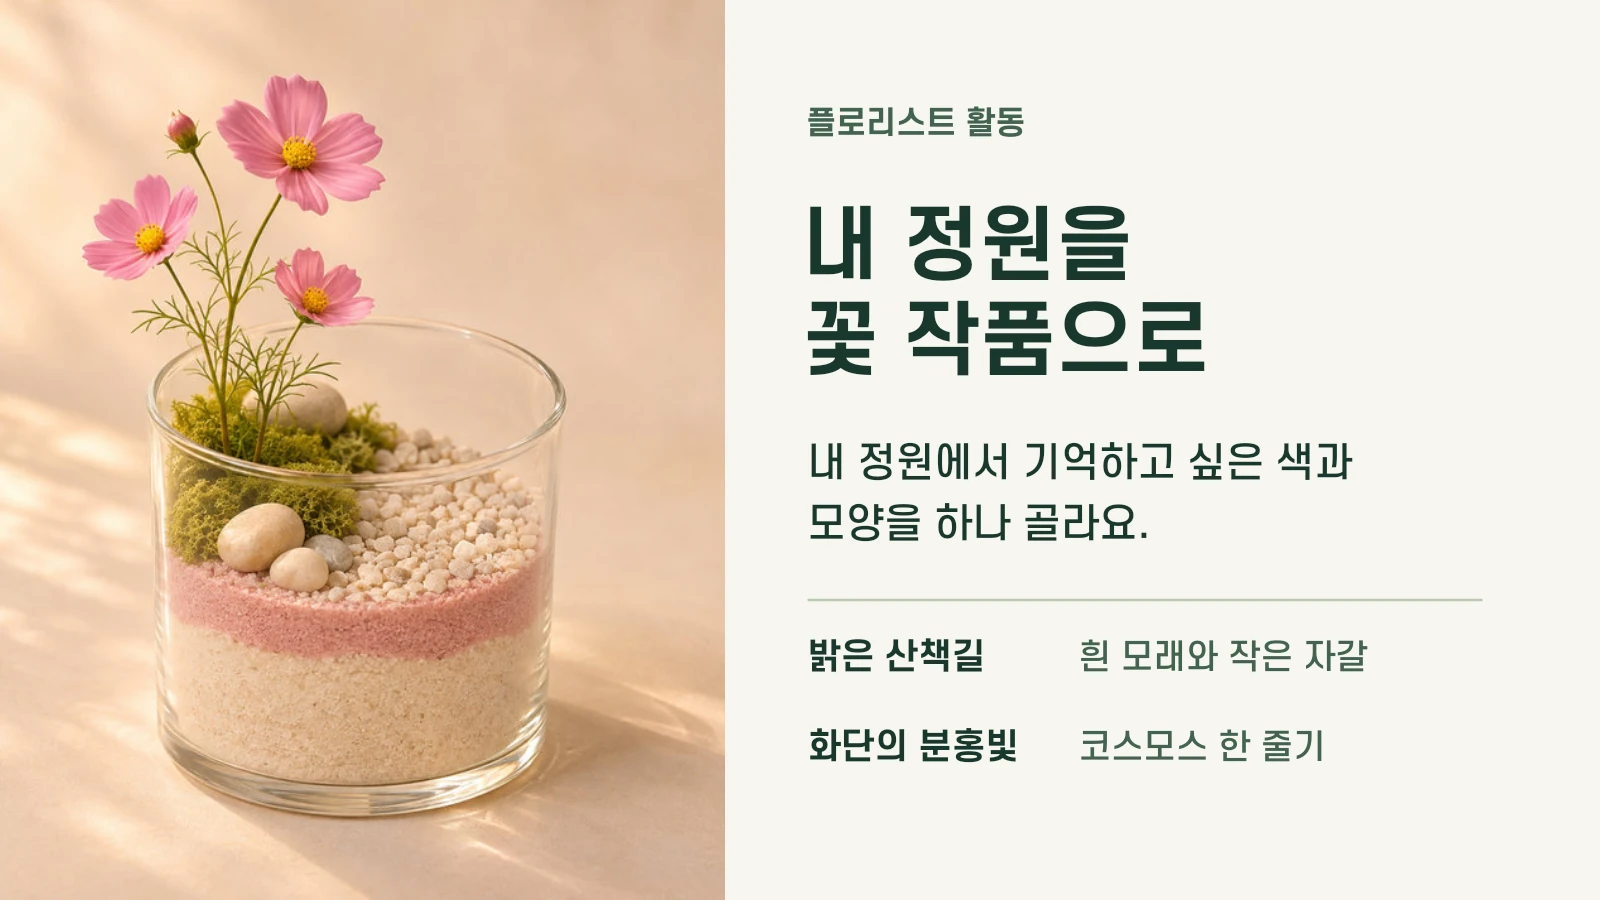 플로리스트 활동
내 정원을
꽃 작품으로
내 정원에서 기억하고 싶은 색과
모양을 하나 골라요.
밝은 산책길 흰 모래와 작은 자갈
화단의 분홍빛 코스모스 한 줄기